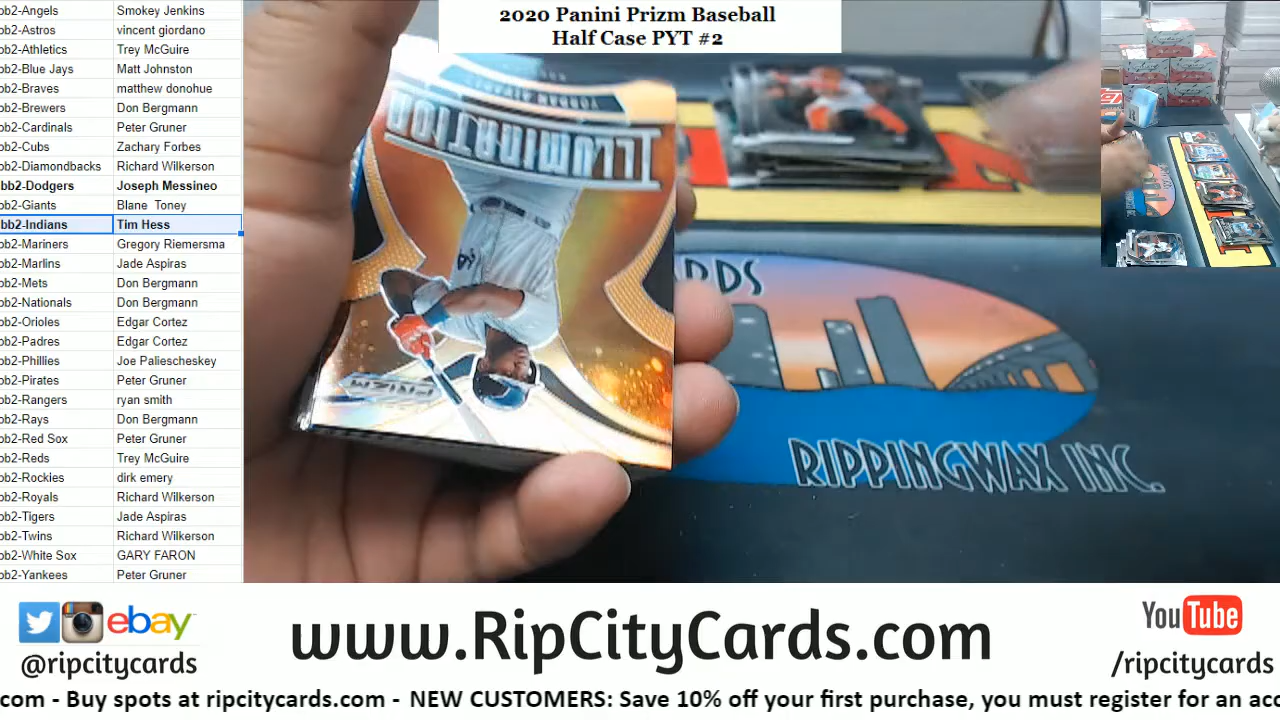 2020 Panini Prizm Baseball
Half Case PYT #2
bb2-Angels Smokey Jenkins
bb2-Astros vincent giordano
bb2-Athletics Trey McGuire
bb2-Blue Jays Matt Johnston
bb2-Braves matthew donohue
bb2-Brewers Don Bergmann
bb2-Cardinals Peter Gruner
bb2-Cubs Zachary Forbes
bb2-Diamondbacks Richard Wilkerson
bb2-Dodgers Joseph Messineo
bb2-Giants Blane Toney
bb2-Indians Tim Hess
bb2-Mariners Gregory Riemersma
bb2-Marlins Jade Aspiras
bb2-Mets Don Bergmann
bb2-Nationals Don Bergmann
bb2-Orioles Edgar Cortez
bb2-Padres Edgar Cortez
bb2-Phillies Joe Paliescheskey
bb2-Pirates Peter Gruner
bb2-Rangers ryan smith
bb2-Rays Don Bergmann
bb2-Red Sox Peter Gruner
bb2-Reds Trey McGuire
bb2-Rockies dirk emery
bb2-Royals Richard Wilkerson
bb2-Tigers Jade Aspiras
bb2-Twins Richard Wilkerson
bb2-White Sox GARY FARON
bb2-Yankees Peter Gruner
ILLUMINATION
PRIZM
RDS
RIPPINGWAX INC.
ebay
@ripcitycards
www.RipCityCards.com
YouTube
/ripcitycards
com - Buy spots at ripcitycards.com - NEW CUSTOMERS: Save 10% off your first purchase, you must register for an acc